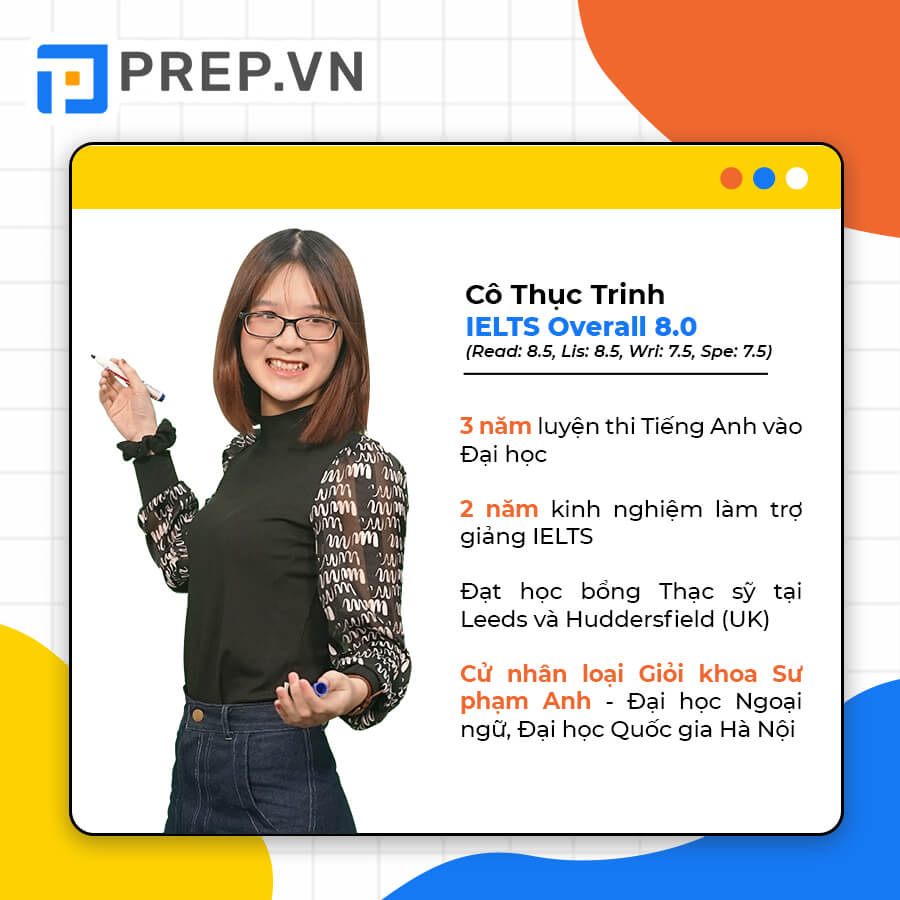 PREP.VN
Cô Thục Trinh
IELTS Overall 8.0
(Read: 8.5, Lis: 8.5, Wri: 7.5, Spe: 7.5)
3 năm luyện thi Tiếng Anh vào
Đại học
2 năm kinh nghiệm làm trợ
giảng IELTS
Đạt học bổng Thạc sỹ tại
Leeds và Huddersfield (UK)
Cử nhân loại Giỏi khoa Sư
phạm Anh - Đại học Ngoại
ngữ, Đại học Quốc gia Hà Nội